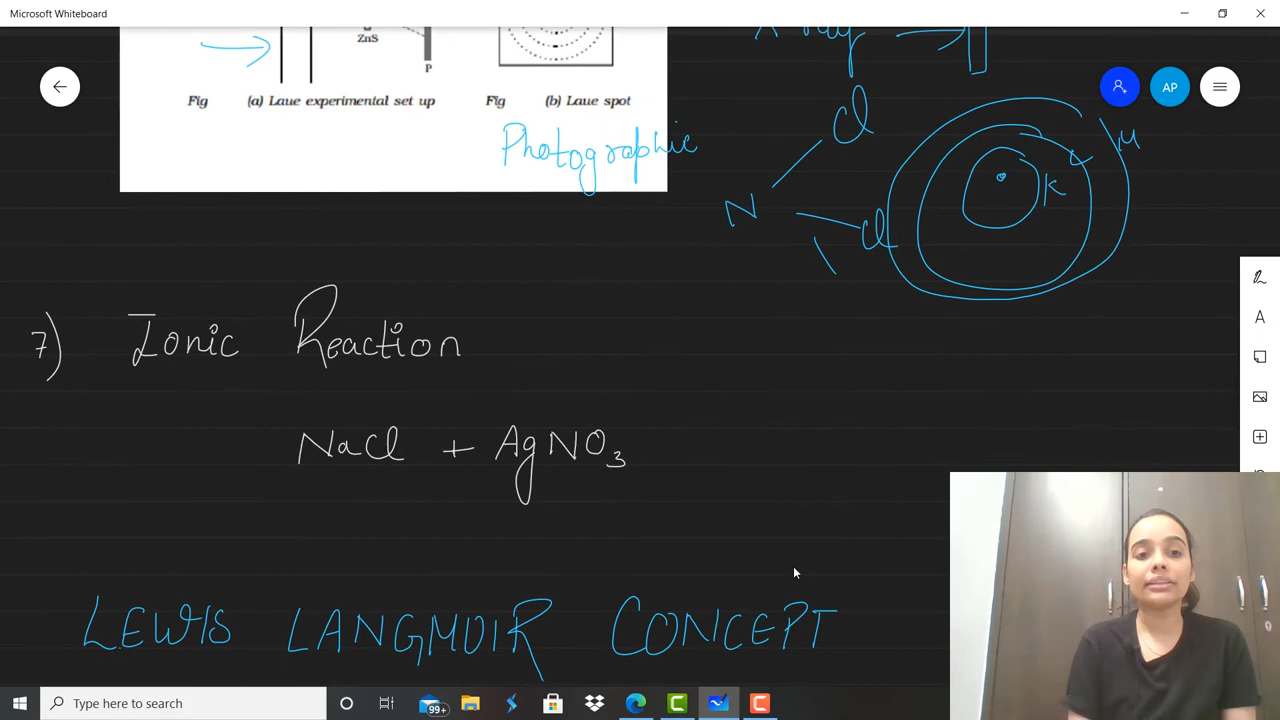 Microsoft Whiteboard
ZnS
P
Fig (a) Laue experimental set up Fig (b) Laue spot
Photographic
AP
Cl
N
Cl
K
L
M
7) Ionic Reaction
NaCl + AgNO₃
LEWIS LANGMUIR CONCEPT
Type here to search
99+